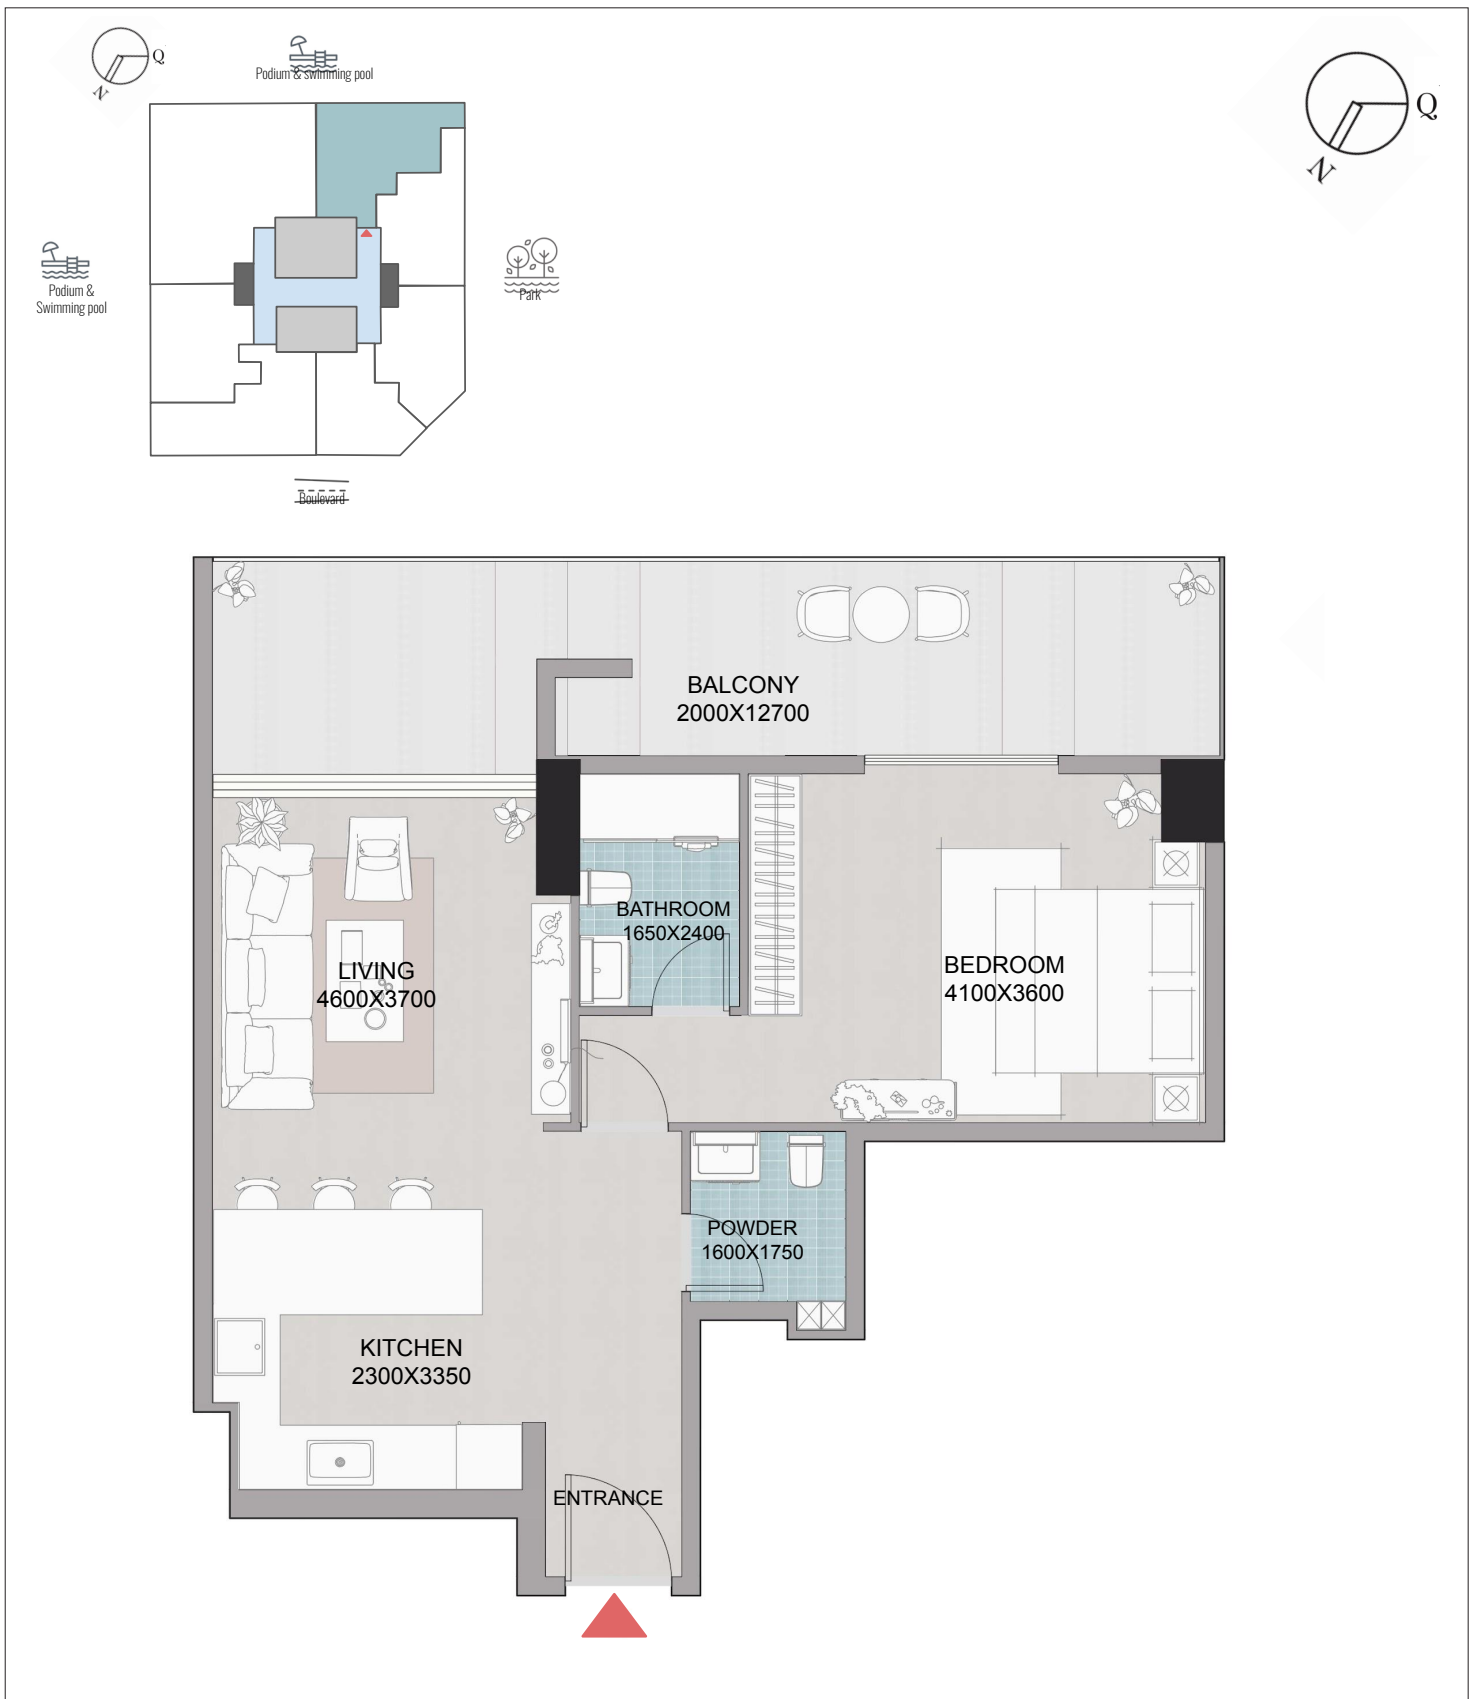 Q
N
Podium & swimming pool
Q
N
Podium &
Swimming pool
Park
Boulevard
BALCONY
2000X12700
BATHROOM
1650X2400
LIVING
4600X3700
BEDROOM
4100X3600
POWDER
1600X1750
KITCHEN
2300X3350
ENTRANCE